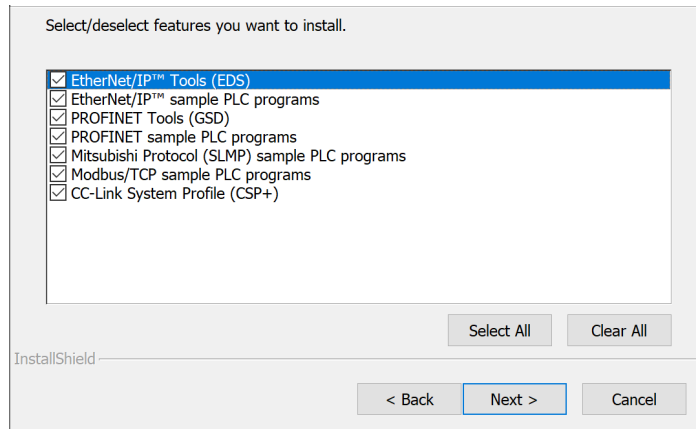 Select/deselect features you want to install.
EtherNet/IP™ Tools (EDS)
EtherNet/IP™ sample PLC programs
PROFINET Tools (GSD)
PROFINET sample PLC programs
Mitsubishi Protocol (SLMP) sample PLC programs
Modbus/TCP sample PLC programs
CC-Link System Profile (CSP+)
Select All Clear All
InstallShield
< Back Next > Cancel